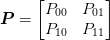 P = [ P₀₀ P₀₁
P₁₀ P₁₁ ]